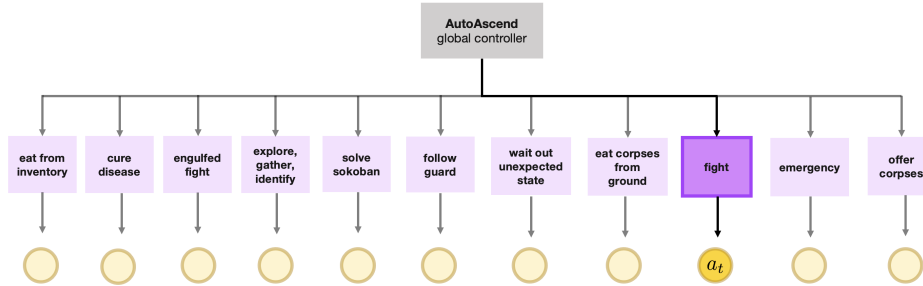 AutoAscend
global controller
eat from
inventory
cure
disease
engulfed
fight
explore,
gather,
identify
solve
sokoban
follow
guard
wait out
unexpected
state
eat corpses
from
ground
fight
emergency
offer
corpses
a_t